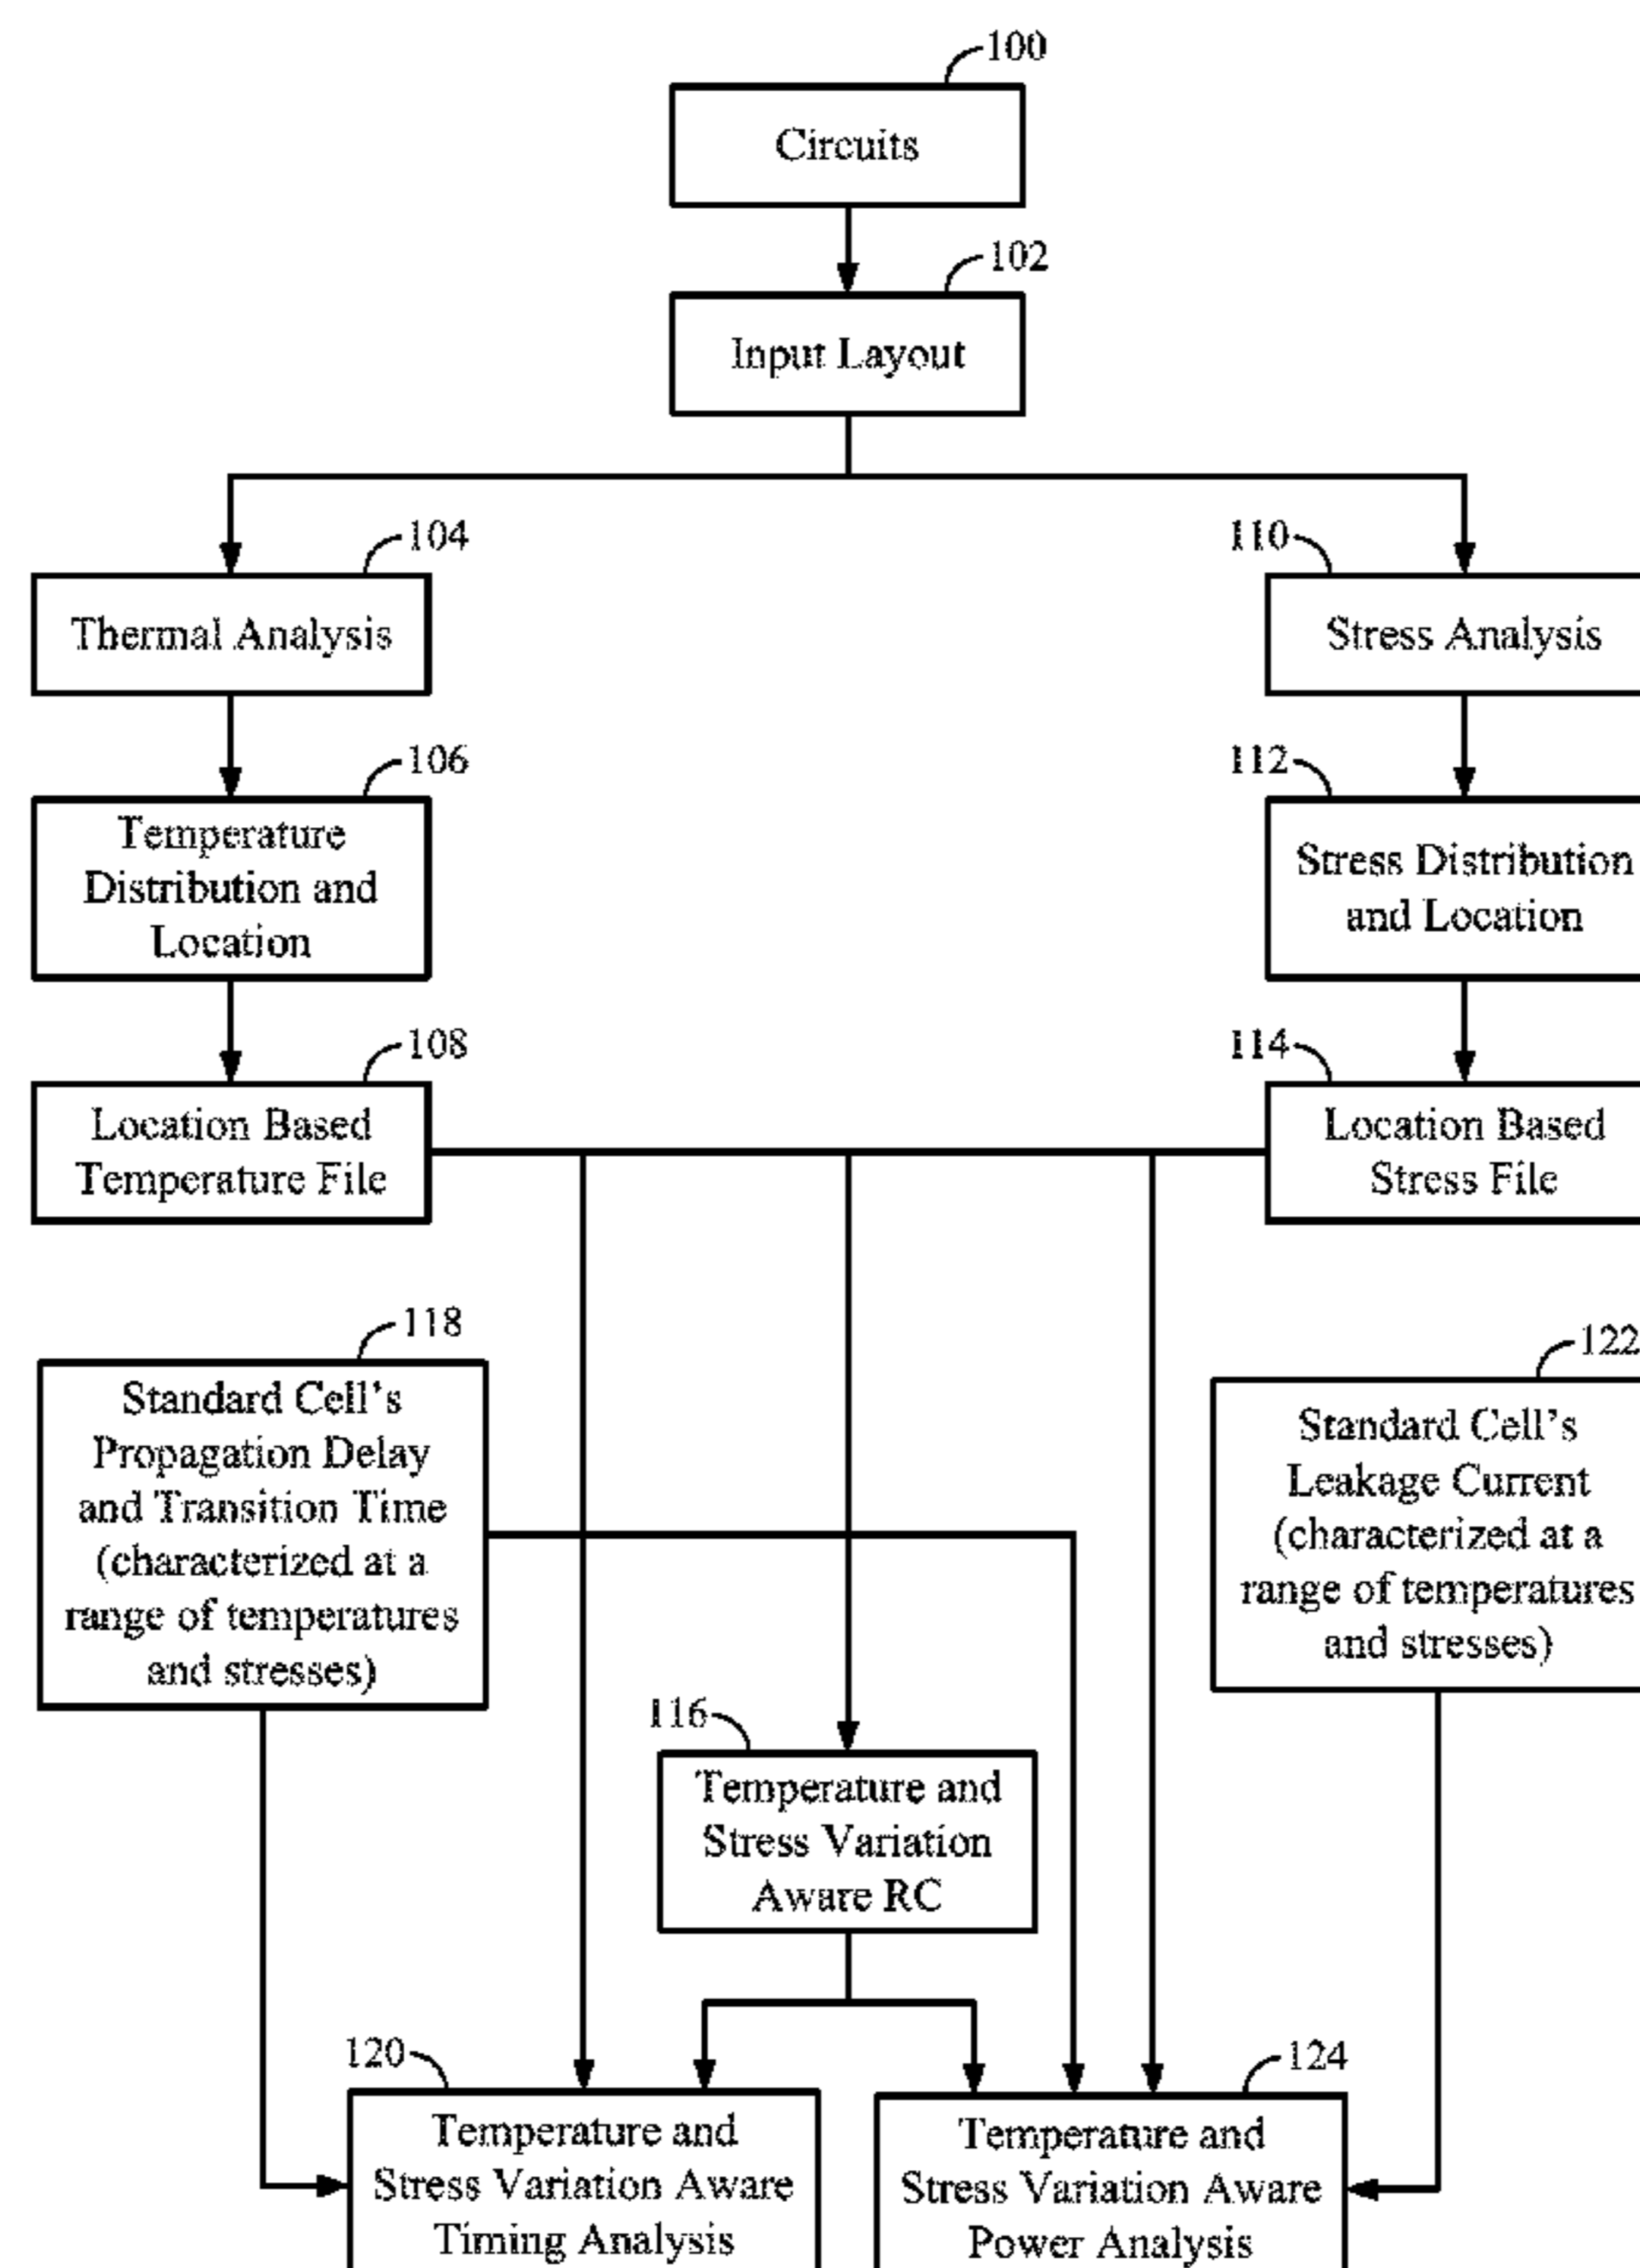 100
Circuits
102
Input Layout
104
Thermal Analysis
110
Stress Analysis
106
Temperature
Distribution and
Location
112
Stress Distribution
and Location
108
Location Based
Temperature File
114
Location Based
Stress File
118
Standard Cell's
Propagation Delay
and Transition Time
(characterized at a
range of temperatures
and stresses)
122
Standard Cell's
Leakage Current
(characterized at a
range of temperatures
and stresses)
116
Temperature and
Stress Variation
Aware RC
120
Temperature and
Stress Variation Aware
Timing Analysis
124
Temperature and
Stress Variation Aware
Power Analysis